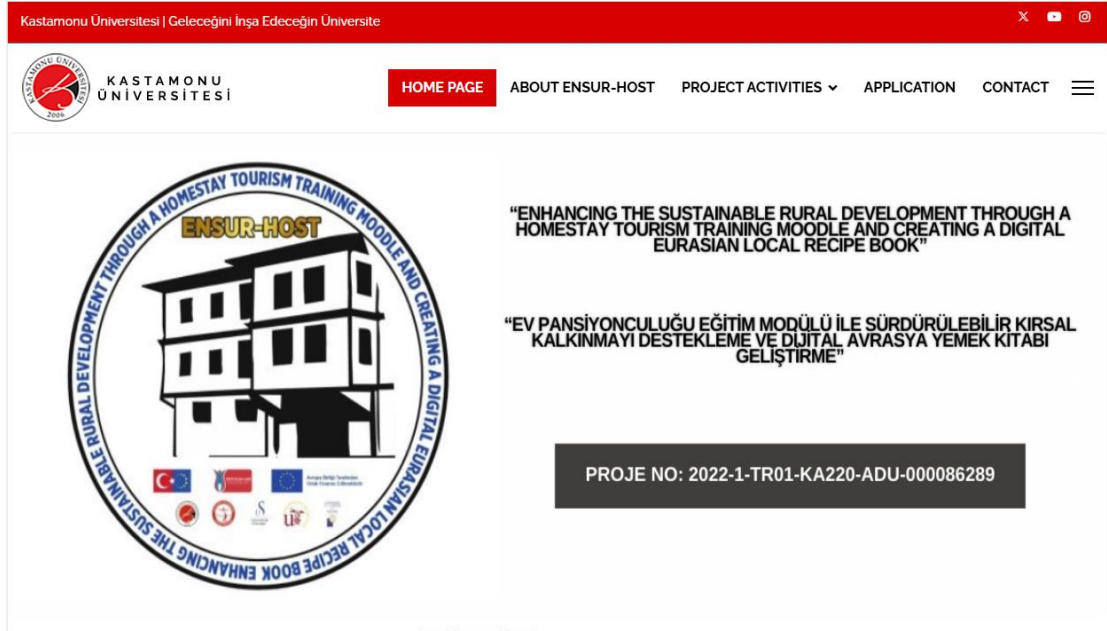 Kastamonu Üniversitesi | Geleceğini İnşa Edeceğin Üniversite
KASTAMONU ÜNİVERSİTESİ
2006
KASTAMONU
ÜNİVERSİTESİ
HOME PAGE ABOUT ENSUR-HOST PROJECT ACTIVITIES APPLICATION CONTACT
ENHANCING THE SUSTAINABLE RURAL DEVELOPMENT THROUGH A HOMESTAY TOURISM TRAINING MOODLE AND CREATING A DIGITAL EURASIAN LOCAL RECIPE BOOK
ENSUR-HOST
“ENHANCING THE SUSTAINABLE RURAL DEVELOPMENT THROUGH A
HOMESTAY TOURISM TRAINING MOODLE AND CREATING A DIGITAL
EURASIAN LOCAL RECIPE BOOK”
“EV PANSİYONCULUĞU EĞİTİM MODÜLÜ İLE SÜRDÜRÜLEBİLİR KIRSAL
KALKINMAYI DESTEKLEME VE DİJİTAL AVRASYA YEMEK KİTABI
GELİŞTİRME”
PROJE NO: 2022-1-TR01-KA220-ADU-000086289